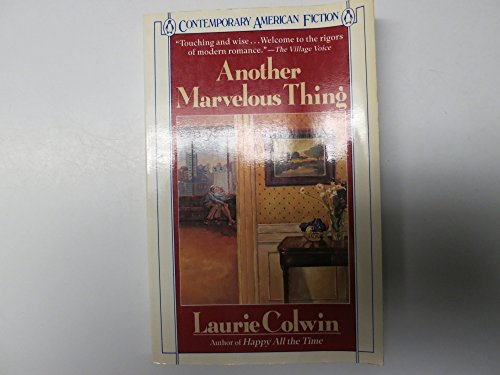 CONTEMPORARY AMERICAN FICTION
"Touching and wise...Welcome to the rigors
of modern romance."—The Village Voice
Another
Marvelous Thing
Laurie Colwin
Author of Happy All the Time